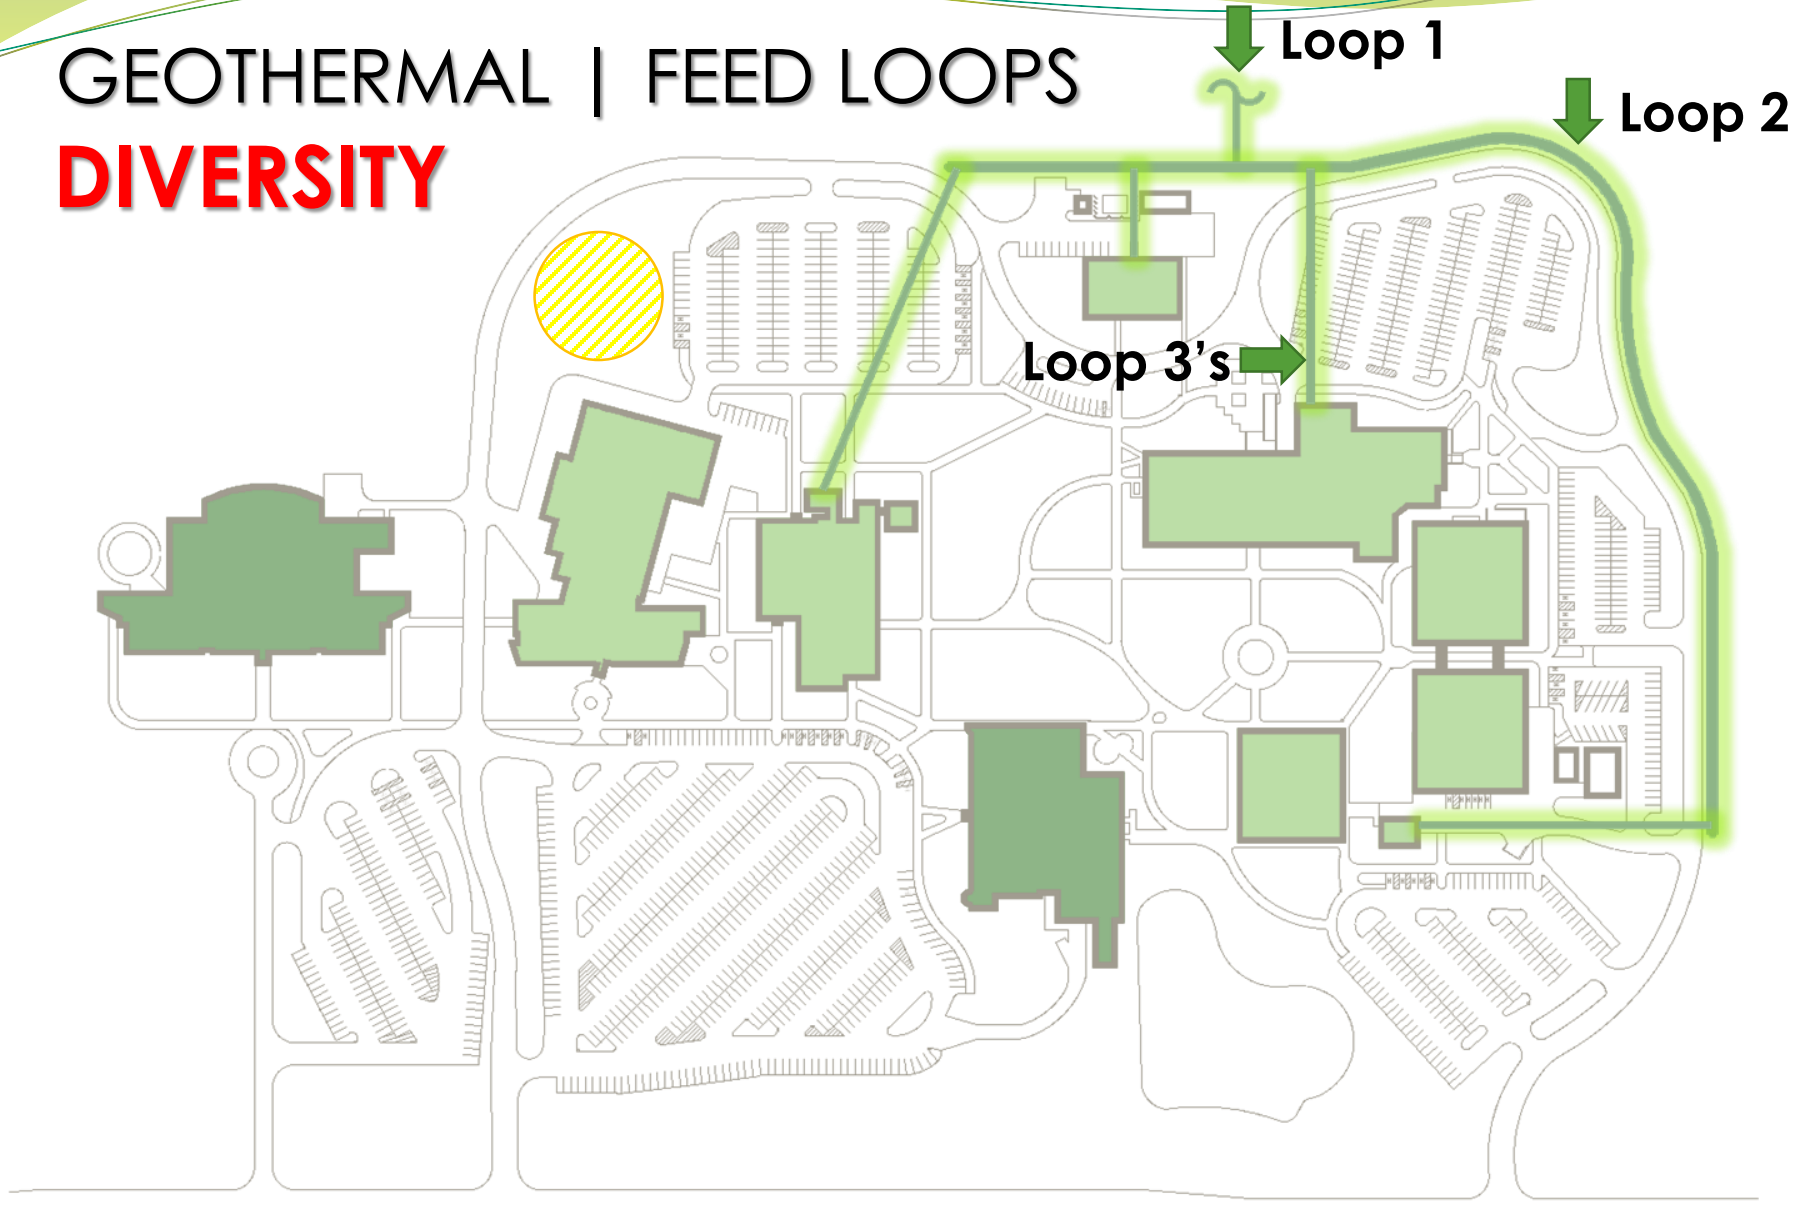 GEOTHERMAL | FEED LOOPS
DIVERSITY
Loop 1
Loop 2
Loop 3’s